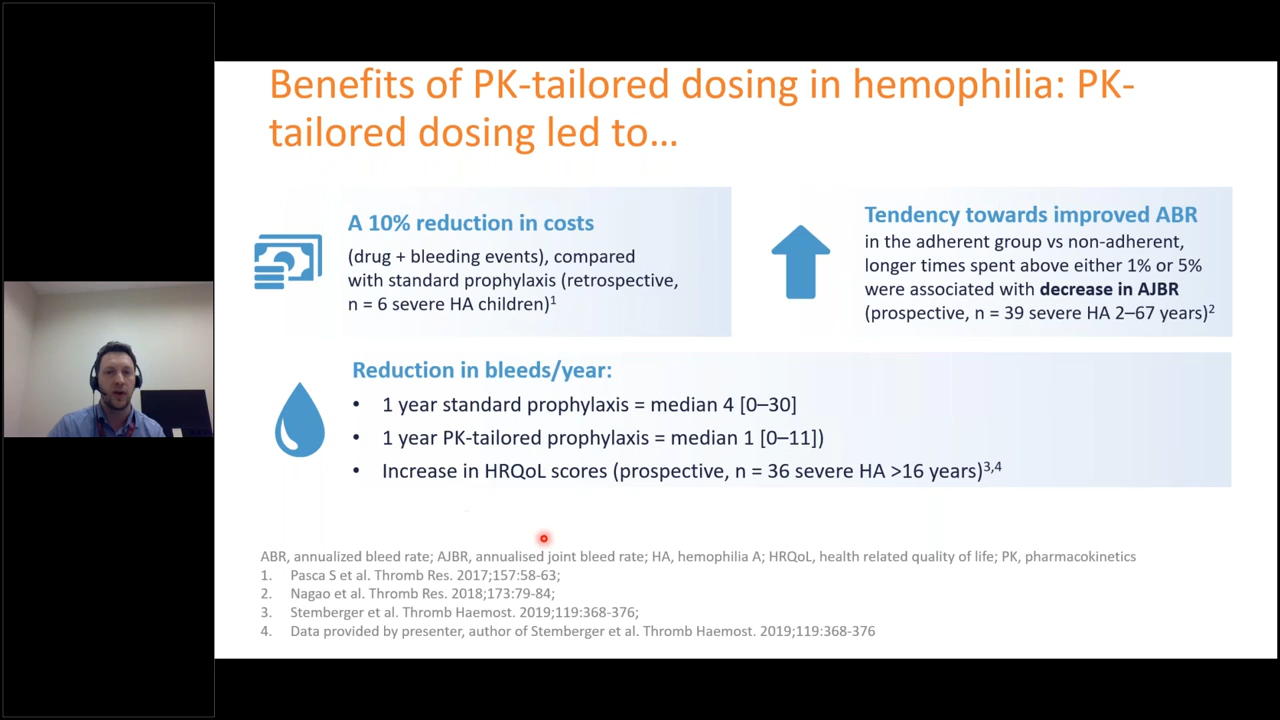 Benefits of PK-tailored dosing in hemophilia: PK-
tailored dosing led to...
A 10% reduction in costs
(drug + bleeding events), compared
with standard prophylaxis (retrospective,
n = 6 severe HA children)1
Tendency towards improved ABR
in the adherent group vs non-adherent,
longer times spent above either 1% or 5%
were associated with decrease in AJBR
(prospective, n = 39 severe HA 2–67 years)2
Reduction in bleeds/year:
• 1 year standard prophylaxis = median 4 [0–30]
• 1 year PK-tailored prophylaxis = median 1 [0–11])
• Increase in HRQoL scores (prospective, n = 36 severe HA >16 years)3,4
ABR, annualized bleed rate; AJBR, annualised joint bleed rate; HA, hemophilia A; HRQoL, health related quality of life; PK, pharmacokinetics
1. Pasca S et al. Thromb Res. 2017;157:58-63;
2. Nagao et al. Thromb Res. 2018;173:79-84;
3. Stemberger et al. Thromb Haemost. 2019;119:368-376;
4. Data provided by presenter, author of Stemberger et al. Thromb Haemost. 2019;119:368-376